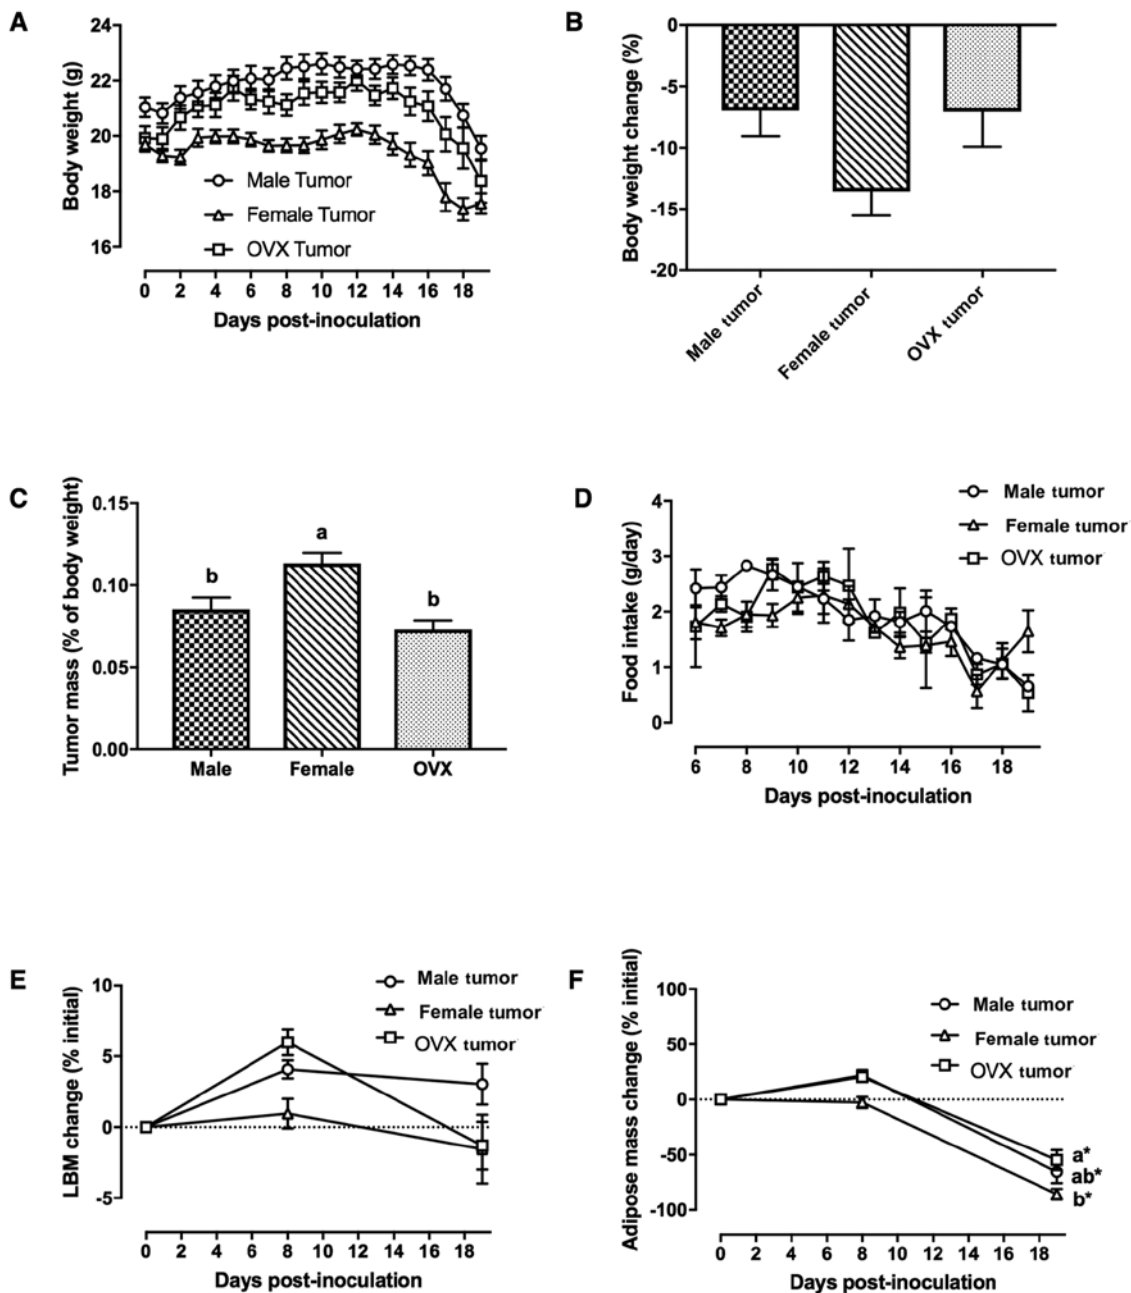 A
Body weight (g)
24
22
20
18
16
Male Tumor
Female Tumor
OVX Tumor
0 2 4 6 8 10 12 14 16 18
Days post-inoculation
B
Body weight change (%)
0
-5
-10
-15
-20
Male tumor
Female tumor
OVX tumor
C
Tumor mass (% of body weight)
0.15
0.10
0.05
0.00
b
a
b
Male Female OVX
D
Food intake (g/day)
4
3
2
1
0
Male tumor
Female tumor
OVX tumor
6 8 10 12 14 16 18
Days post-inoculation
E
LBM change (% initial)
10
5
0
-5
Male tumor
Female tumor
OVX tumor
0 2 4 6 8 10 12 14 16 18
Days post-inoculation
F
Adipose mass change (% initial)
100
50
0
-50
-100
Male tumor
Female tumor
OVX tumor
a*
ab*
b*
0 2 4 6 8 10 12 14 16 18
Days post-inoculation